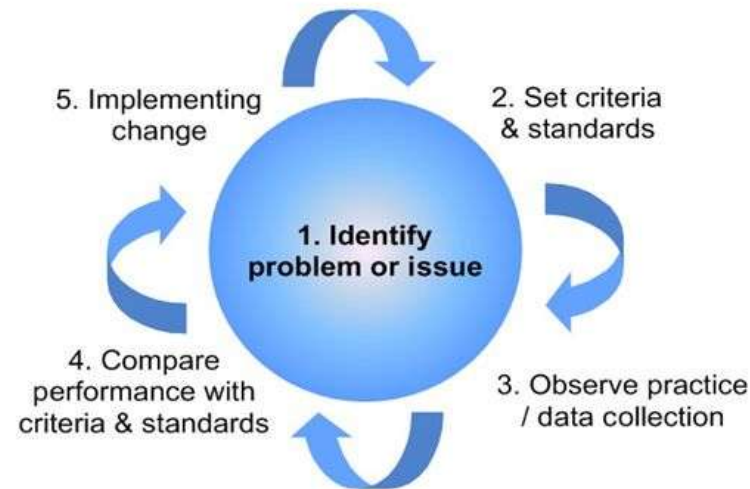 1. Identify
problem or issue
2. Set criteria
& standards
3. Observe practice
/ data collection
4. Compare
performance with
criteria & standards
5. Implementing
change